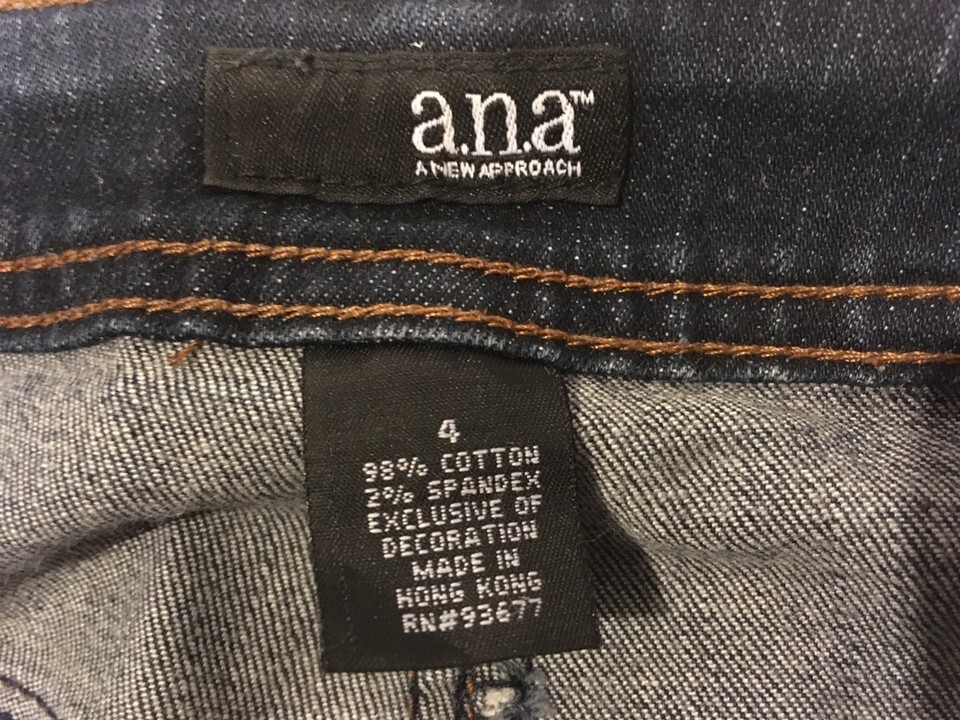 a.n.a™
A NEW APPROACH
4
98% COTTON
2% SPANDEX
EXCLUSIVE OF
DECORATION
MADE IN
HONG KONG
RN#93677